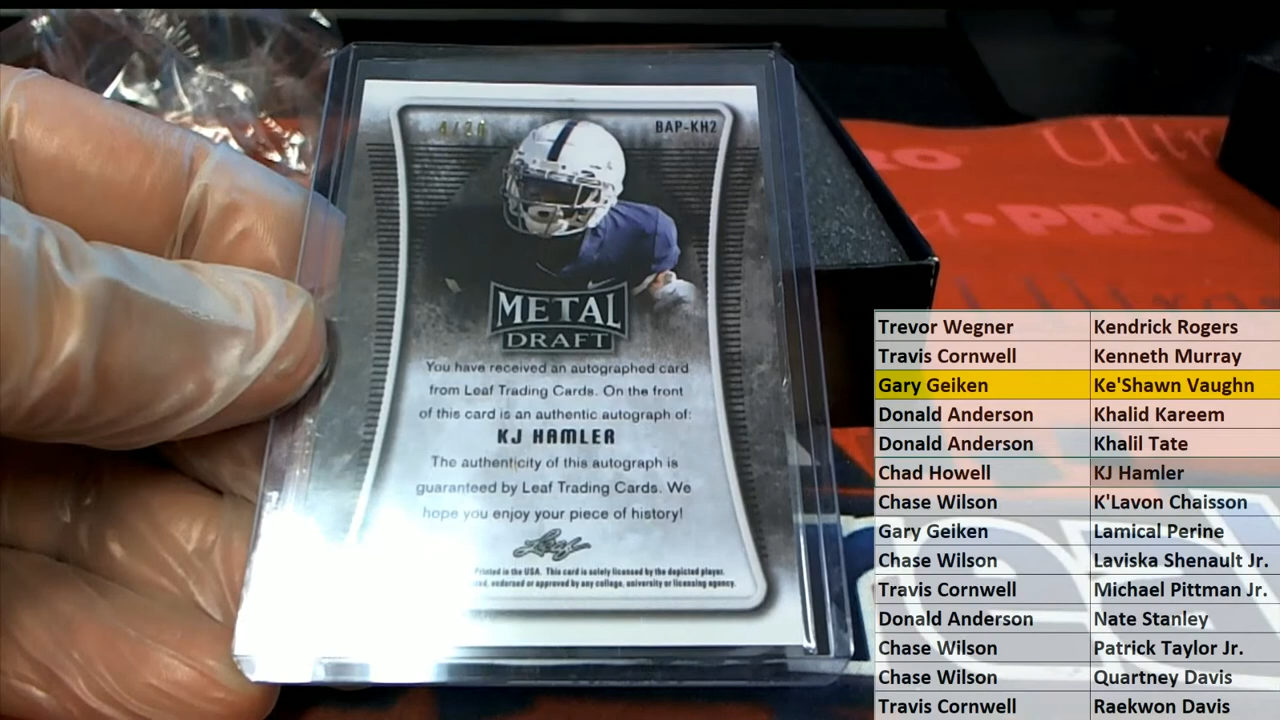 BAP-KH2
METAL
DRAFT
You have received an autographed card
from Leaf Trading Cards. On the front
of this card is an authentic autograph of:
KJ HAMLER
The authenticity of this autograph is
guaranteed by Leaf Trading Cards. We
hope you enjoy your piece of history!
Leaf
Printed in the USA. This card is solely licensed by the depicted player.
endorsed or approved by any college, university or licensing agency.
PRO
Trevor Wegner Kendrick Rogers
Travis Cornwell Kenneth Murray
Gary Geiken Ke'Shawn Vaughn
Donald Anderson Khalid Kareem
Donald Anderson Khalil Tate
Chad Howell KJ Hamler
Chase Wilson K'Lavon Chaisson
Gary Geiken Lamical Perine
Chase Wilson Laviska Shenault Jr.
Travis Cornwell Michael Pittman Jr.
Donald Anderson Nate Stanley
Chase Wilson Patrick Taylor Jr.
Chase Wilson Quartney Davis
Travis Cornwell Raekwon Davis